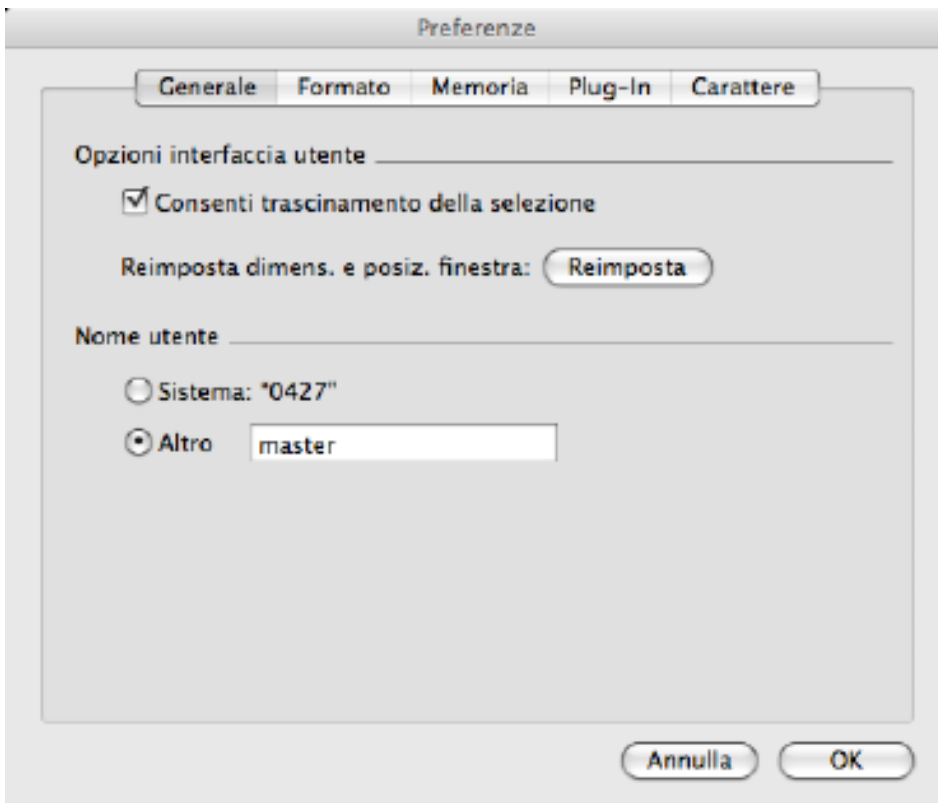 Preferenze
Generale Formato Memoria Plug-In Carattere
Opzioni interfaccia utente
Consenti trascinamento della selezione
Reimposta dimens. e posiz. finestra: Reimposta
Nome utente
Sistema: "0427"
Altro master
Annulla OK